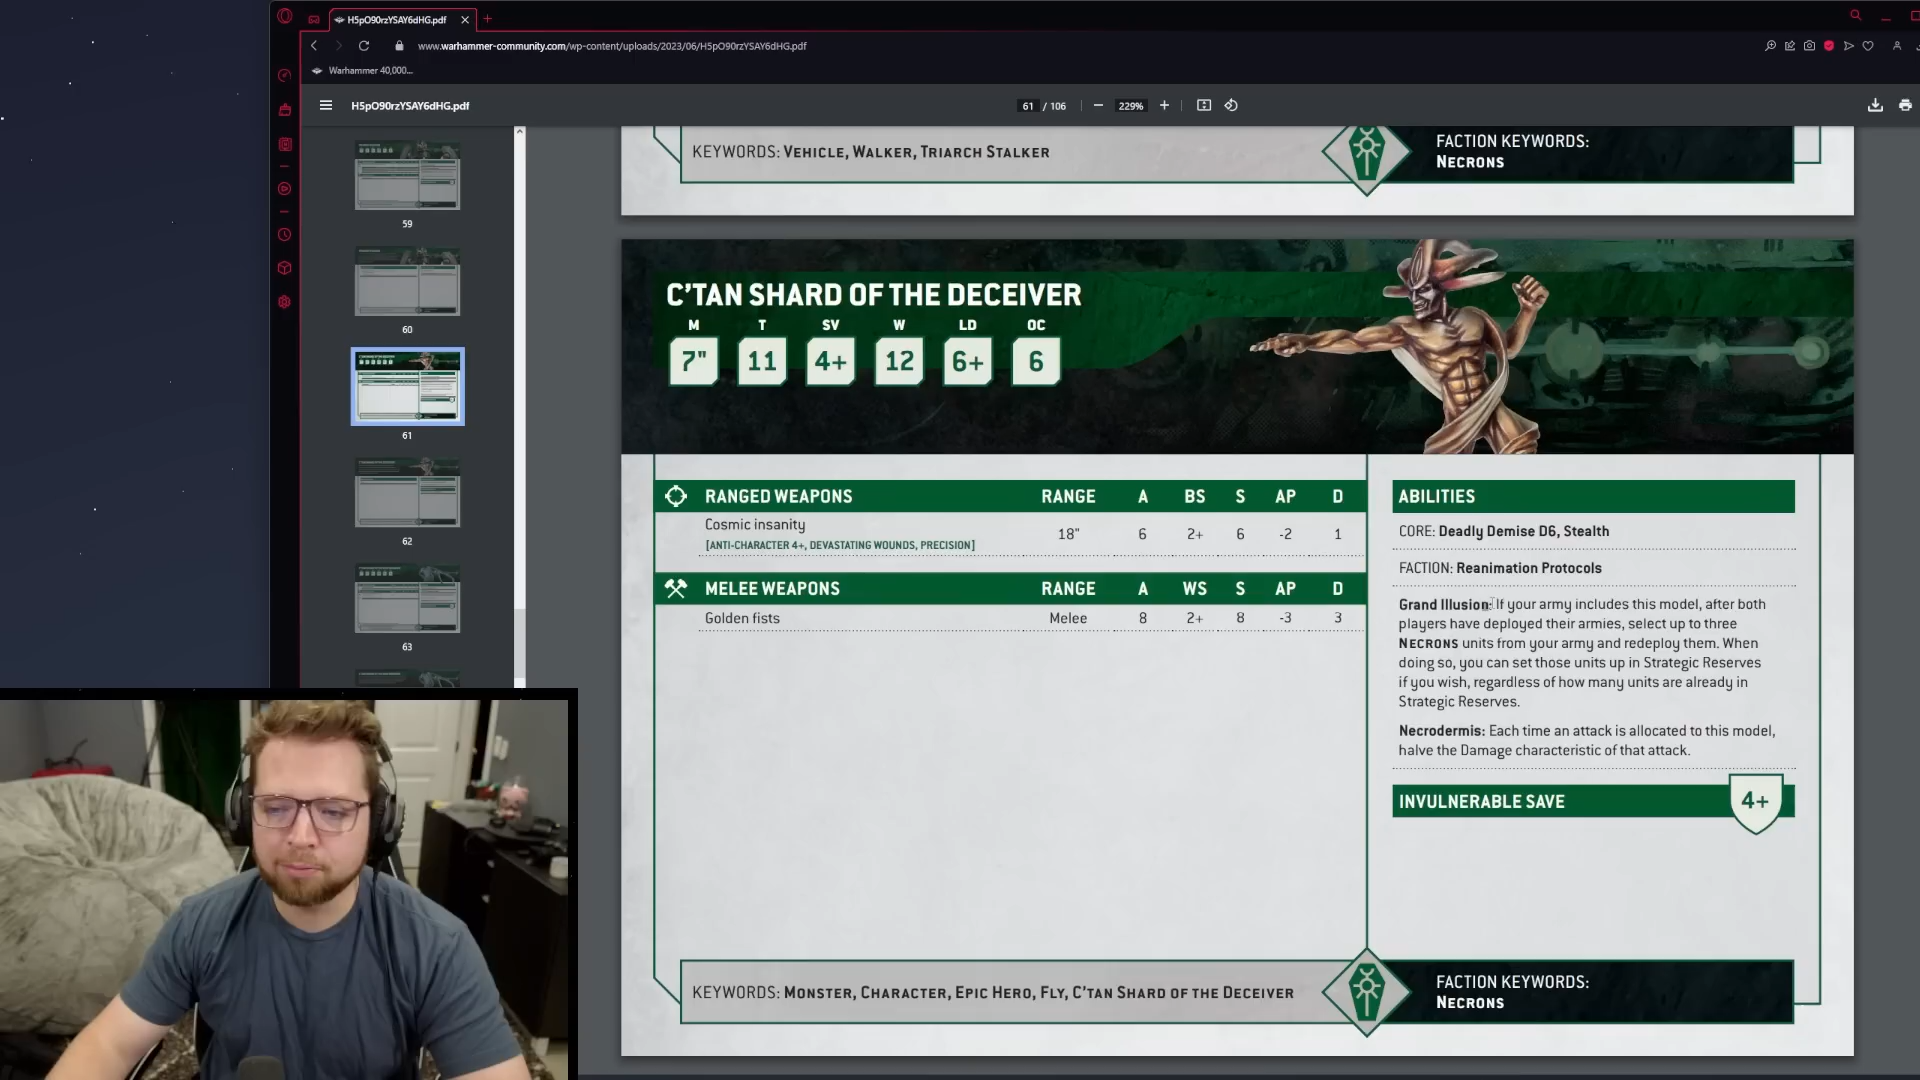 H5pO90rzYSAY6dHG.pdf
www.warhammer-community.com/wp-content/uploads/2023/06/H5pO90rzYSAY6dHG.pdf
Warhammer 40,000...
H5pO90rzYSAY6dHG.pdf
61 / 106
229%
59
60
61
62
63
KEYWORDS: VEHICLE, WALKER, TRIARCH STALKER
FACTION KEYWORDS:
NECRONS
C'TAN SHARD OF THE DECEIVER
M T SV W LD OC
7" 11 4+ 12 6+ 6
RANGED WEAPONS RANGE A BS S AP D
Cosmic insanity
[ANTI-CHARACTER 4+, DEVASTATING WOUNDS, PRECISION]
18" 6 2+ 6 -2 1
MELEE WEAPONS RANGE A WS S AP D
Golden fists Melee 8 2+ 8 -3 3
ABILITIES
CORE: Deadly Demise D6, Stealth
FACTION: Reanimation Protocols
Grand Illusion: If your army includes this model, after both
players have deployed their armies, select up to three
NECRONS units from your army and redeploy them. When
doing so, you can set those units up in Strategic Reserves
if you wish, regardless of how many units are already in
Strategic Reserves.
Necrodermis: Each time an attack is allocated to this model,
halve the Damage characteristic of that attack.
INVULNERABLE SAVE 4+
KEYWORDS: MONSTER, CHARACTER, EPIC HERO, FLY, C'TAN SHARD OF THE DECEIVER
FACTION KEYWORDS:
NECRONS